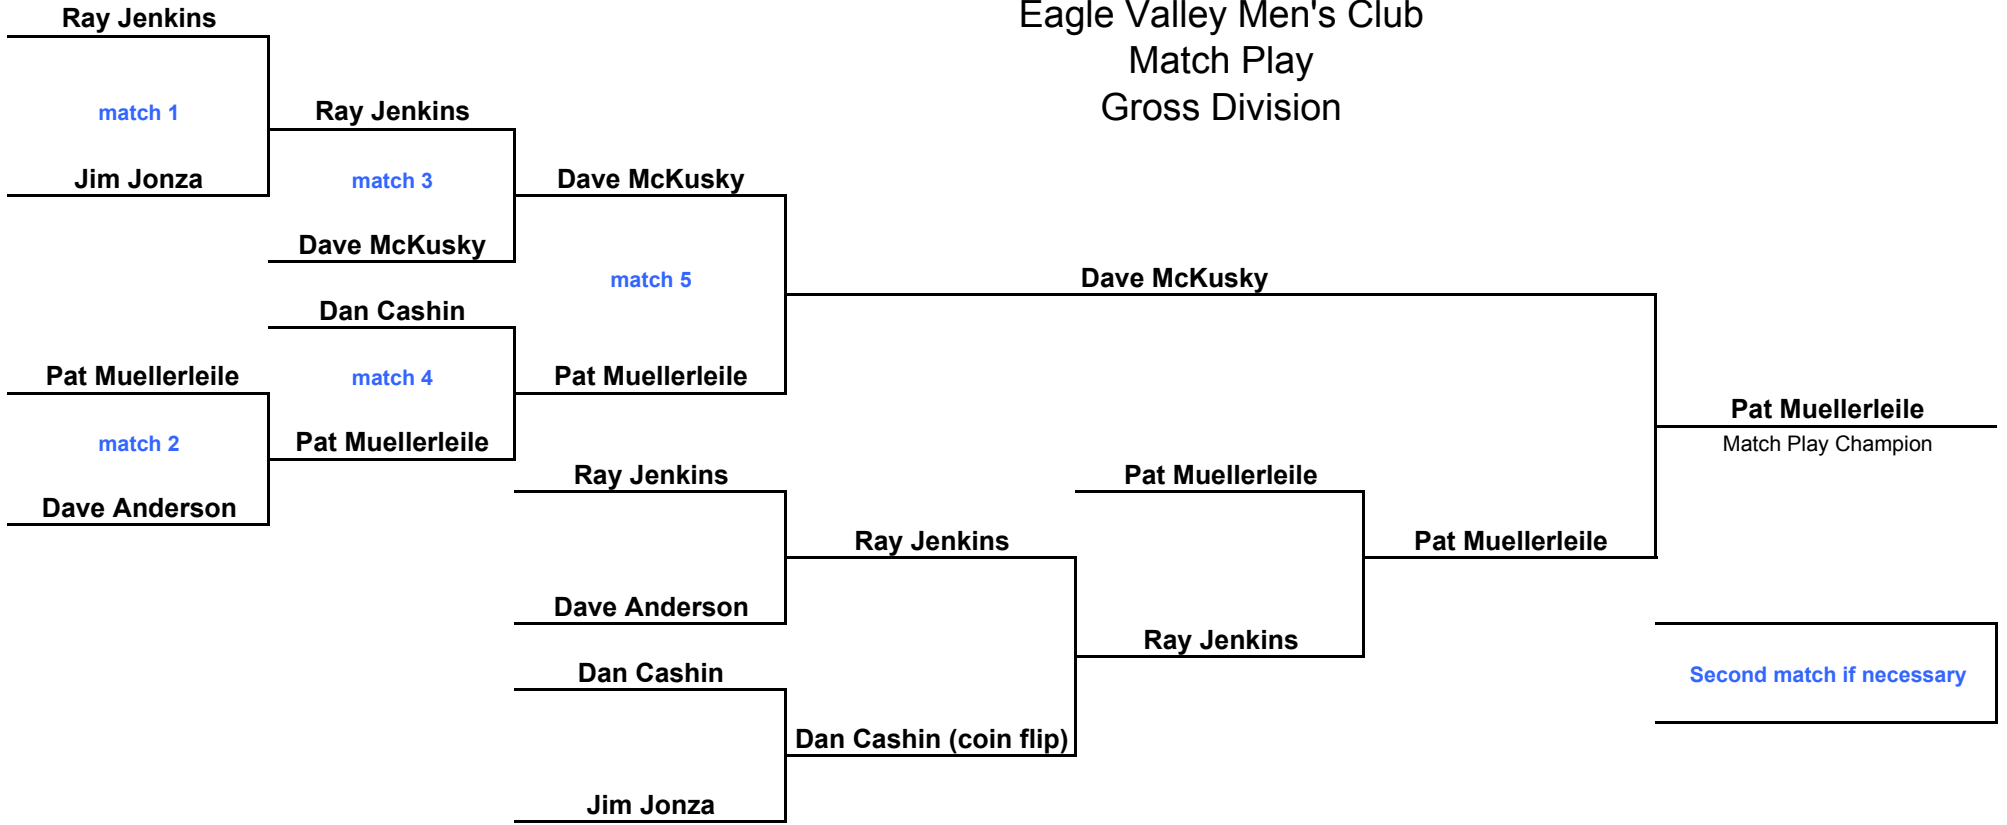 Eagle Valley Men's Club
Match Play
Gross Division
Ray Jenkins
match 1
Jim Jonza
Ray Jenkins
match 3
Dave McKusky
Dave McKusky
match 5
Dan Cashin
Pat Muellerleile
match 4
Pat Muellerleile
match 2
Pat Muellerleile
Dave Anderson
Dave McKusky
Pat Muellerleile
Match Play Champion
Ray Jenkins
Dave Anderson
Ray Jenkins
Dan Cashin
Dan Cashin (coin flip)
Jim Jonza
Pat Muellerleile
Ray Jenkins
Pat Muellerleile
Second match if necessary